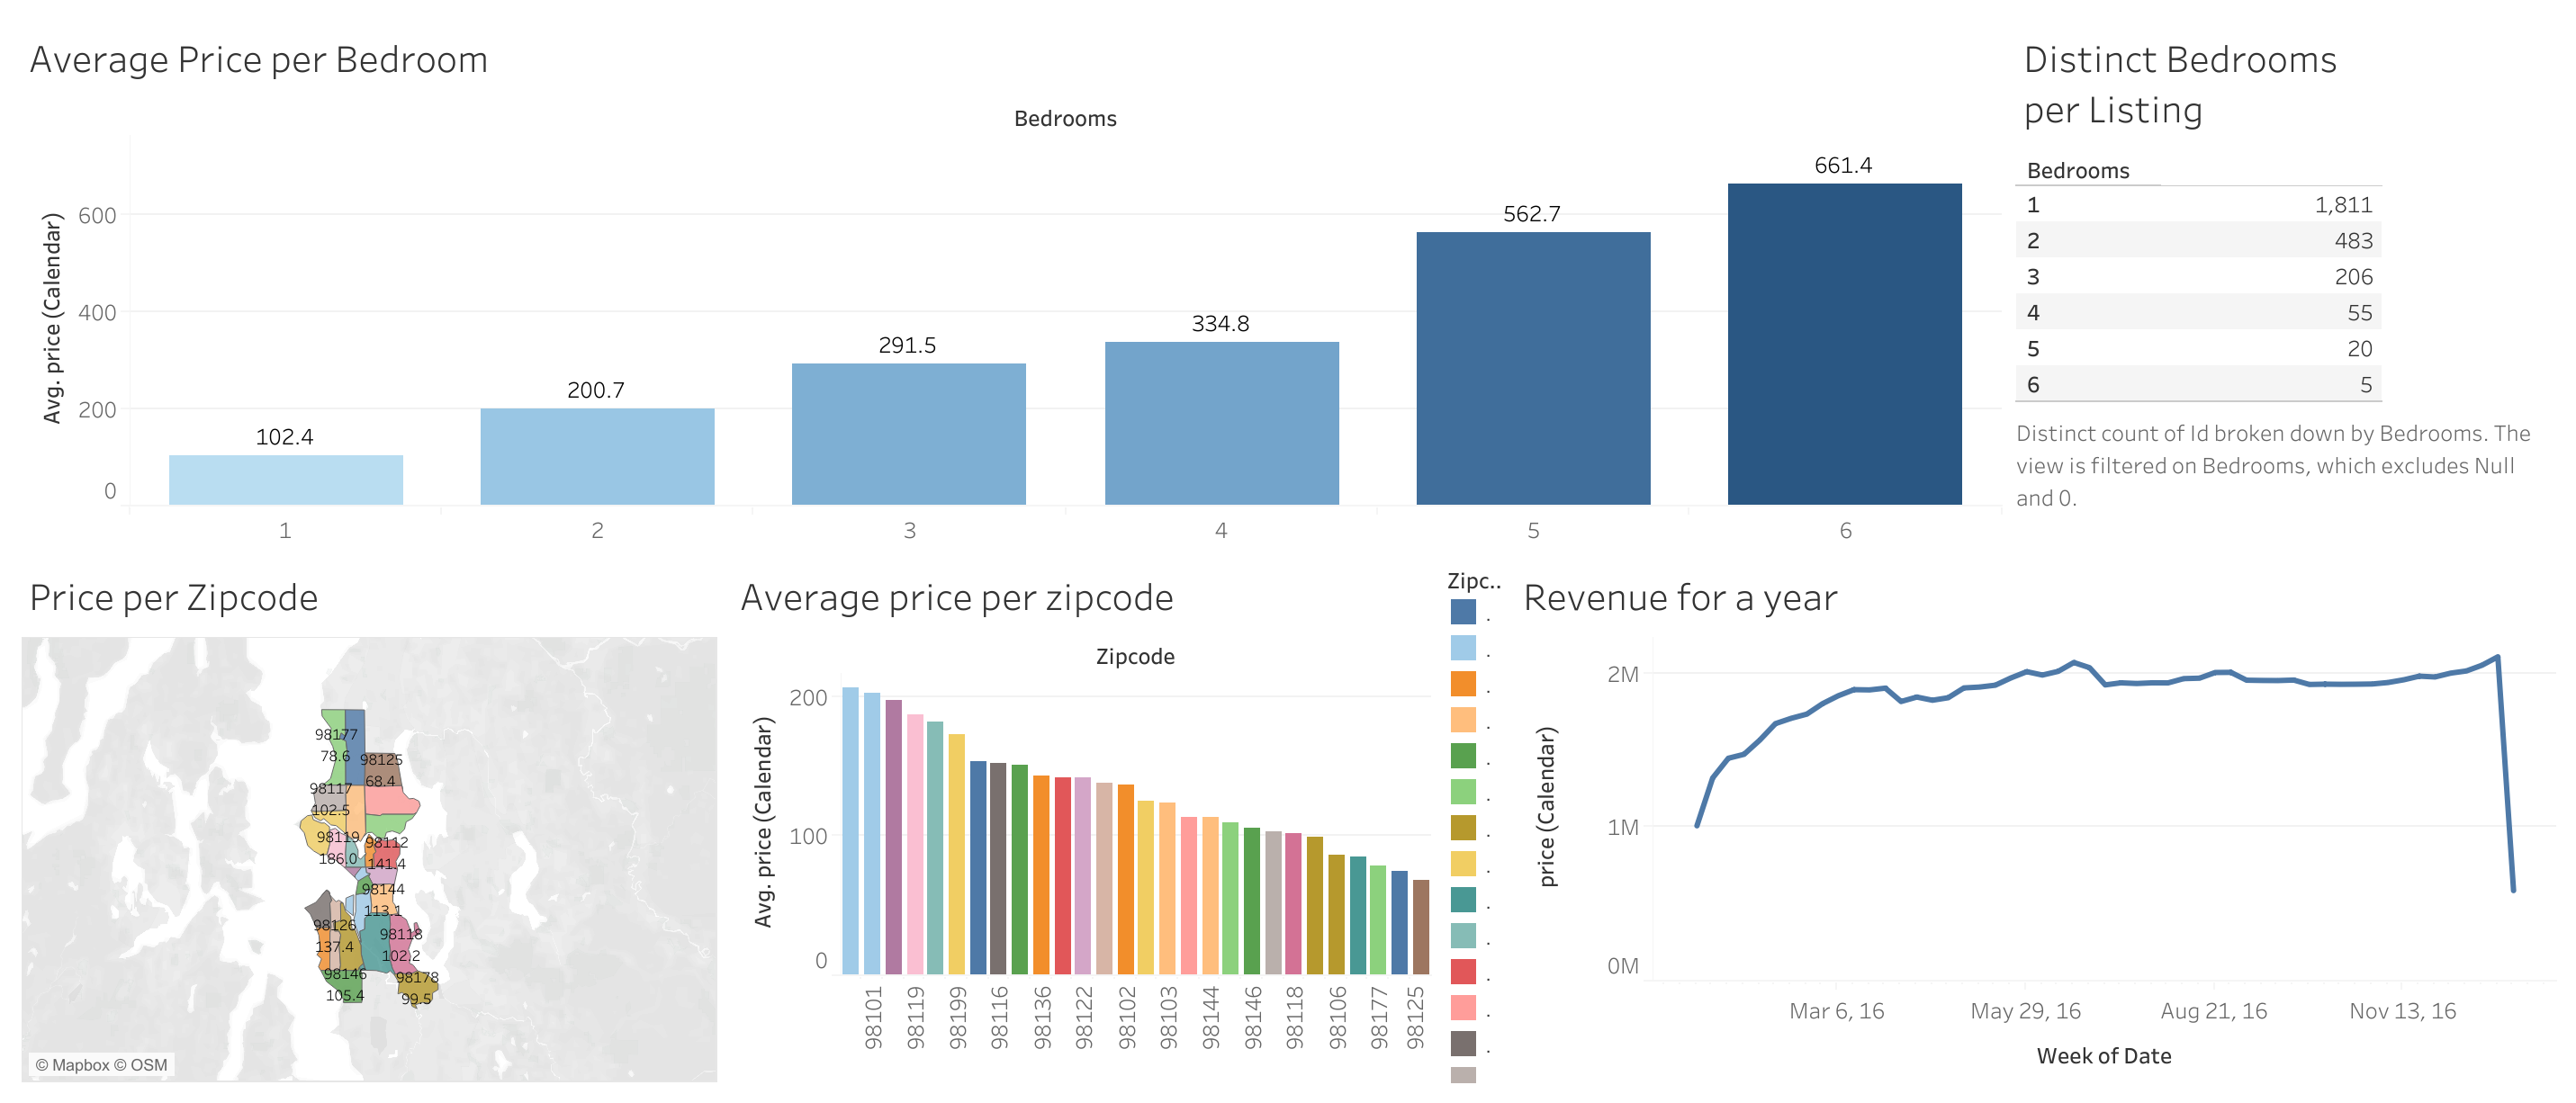 Average Price per Bedroom
Bedrooms
Avg. price (Calendar)
600
400
200
0
102.4
200.7
291.5
334.8
562.7
661.4
1
2
3
4
5
6
Distinct Bedrooms
per Listing
Bedrooms
1 1,811
2 483
3 206
4 55
5 20
6 5
Distinct count of Id broken down by Bedrooms. The
view is filtered on Bedrooms, which excludes Null
and 0.
Price per Zipcode
98177
78.6
98125
68.4
98117
102.5
98119
186.0
98112
141.4
98144
113.1
98126
137.4
98118
102.2
98146
105.4
98178
99.5
© Mapbox © OSM
Average price per zipcode
Zipcode
Avg. price (Calendar)
200
100
0
98101
98119
98199
98116
98136
98122
98102
98103
98144
98146
98118
98106
98177
98125
Zipc..
.
.
.
.
.
.
.
.
.
.
.
.
.
Revenue for a year
price (Calendar)
2M
1M
0M
Mar 6, 16
May 29, 16
Aug 21, 16
Nov 13, 16
Week of Date